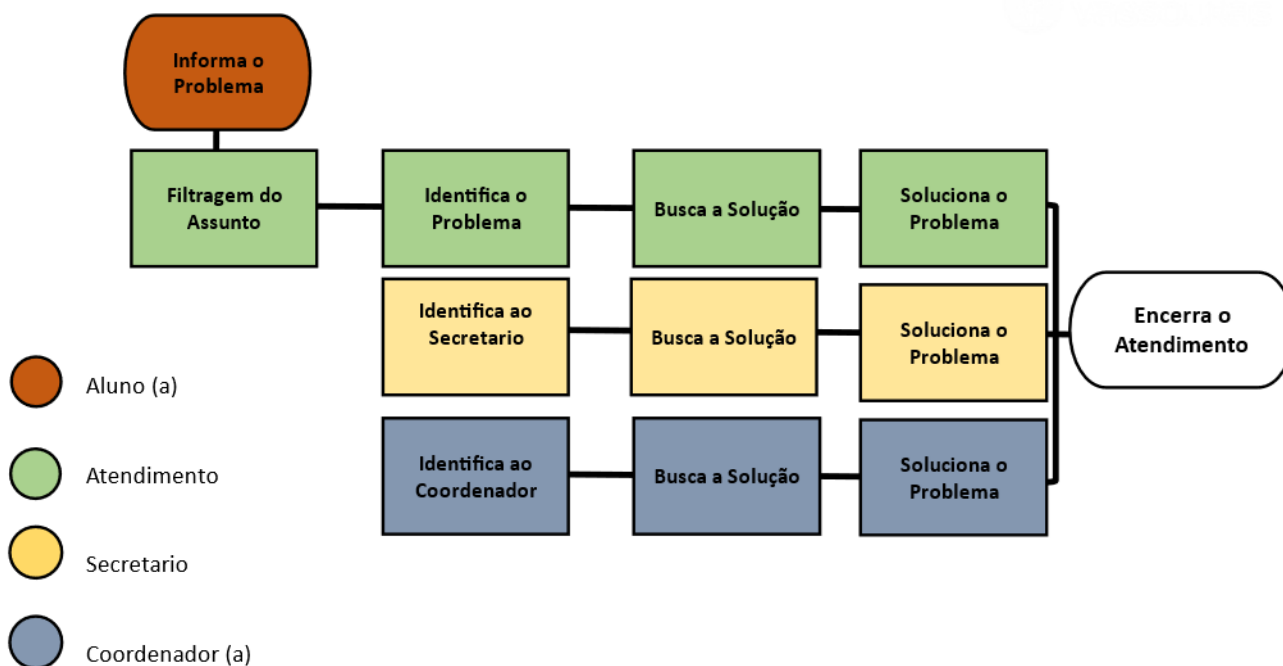 Informa o
Problema
Filtragem do
Assunto
Identifica o
Problema
Busca a Solução
Soluciona o
Problema
Identifica ao
Secretario
Busca a Solução
Soluciona o
Problema
Encerra o
Atendimento
Identifica ao
Coordenador
Busca a Solução
Soluciona o
Problema
Aluno (a)
Atendimento
Secretario
Coordenador (a)